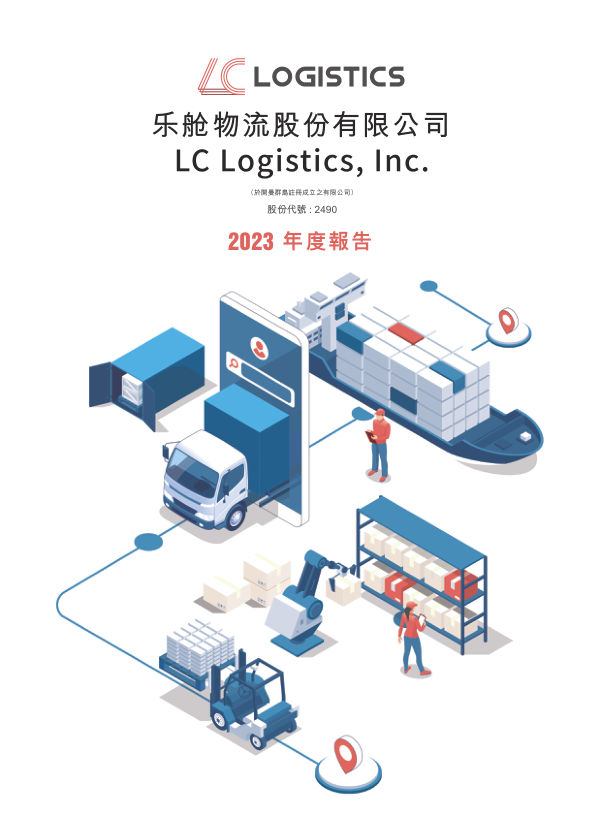 LC LOGISTICS
乐舱物流股份有限公司
LC Logistics, Inc.
（於開曼群島註冊成立之有限公司）
股份代號 : 2490
2023 年度報告